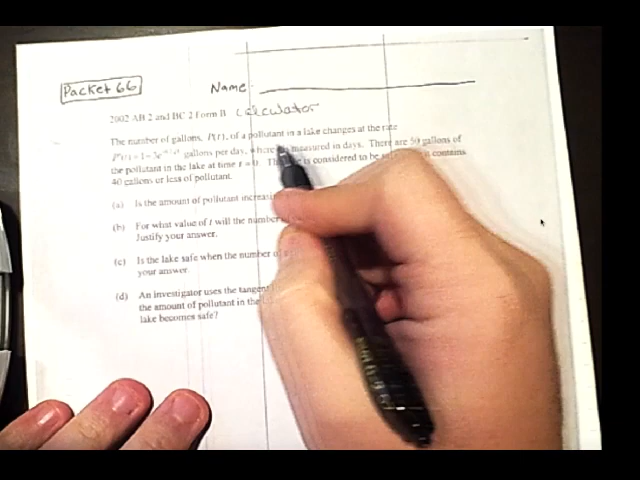 Packet 66
Name
2002 AB 2 and BC 2 Form B Calculator
The number of gallons, P(t), of a pollutant in a lake changes at the rate
gallons per day, where is measured in days. There are 50 gallons of
the pollutant in the lake at time t = 0. The is considered to be contains
40 gallons or less of pollutant.
(a) Is the amount of pollutant increasing
(b) For what value of t will the number
Justify your answer.
(c) Is the lake safe when the number of
your answer.
(d) An investigator uses the tangent
the amount of pollutant in the
lake becomes safe?